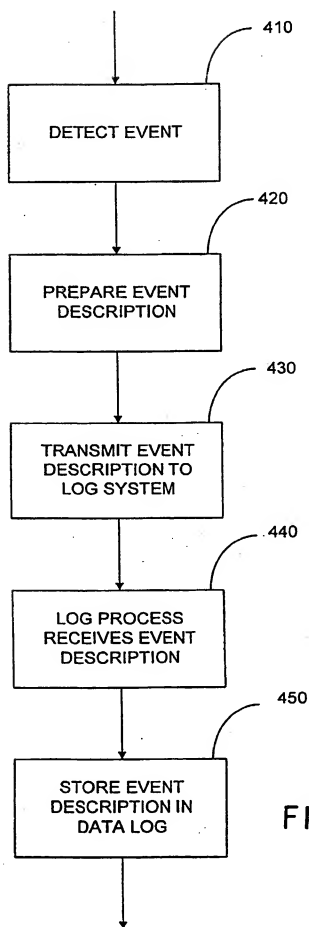 410
DETECT EVENT
420
PREPARE EVENT
DESCRIPTION
430
TRANSMIT EVENT
DESCRIPTION TO
LOG SYSTEM
440
LOG PROCESS
RECEIVES EVENT
DESCRIPTION
450
STORE EVENT
DESCRIPTION IN
DATA LOG